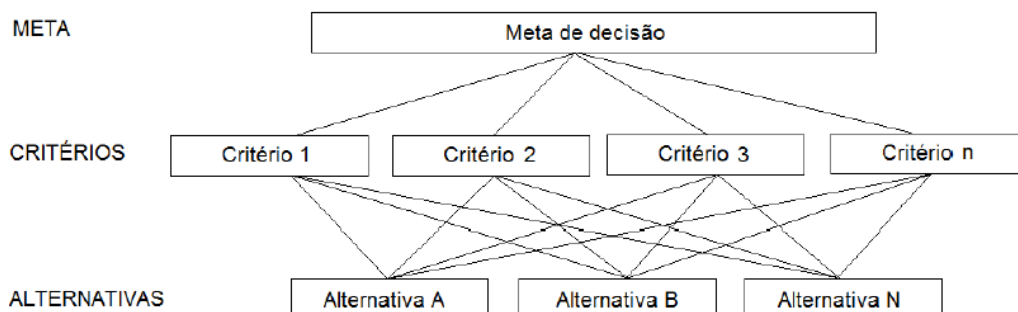 META
Meta de decisão
CRITÉRIOS
Critério 1
Critério 2
Critério 3
Critério n
ALTERNATIVAS
Alternativa A
Alternativa B
Alternativa N